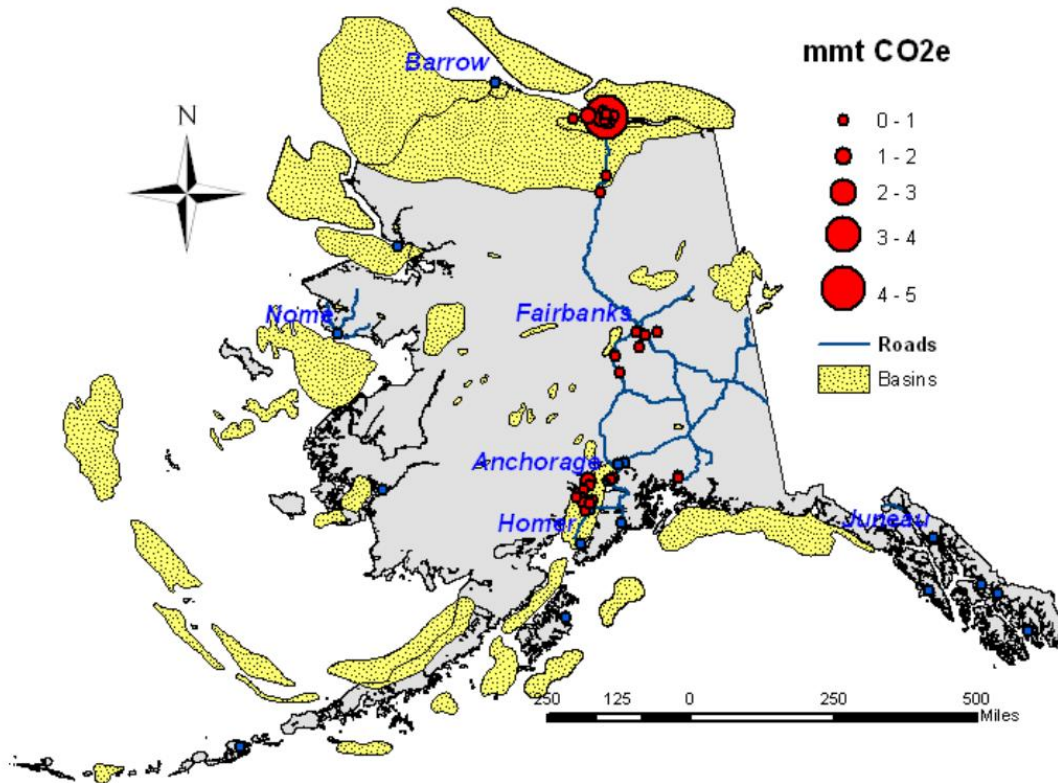 Barrow
mmt CO2e
N
0 - 1
1 - 2
2 - 3
3 - 4
4 - 5
Nome
Fairbanks
Roads
Basins
Anchorage
Homer
Juneau
250 125 0 250 500
Miles